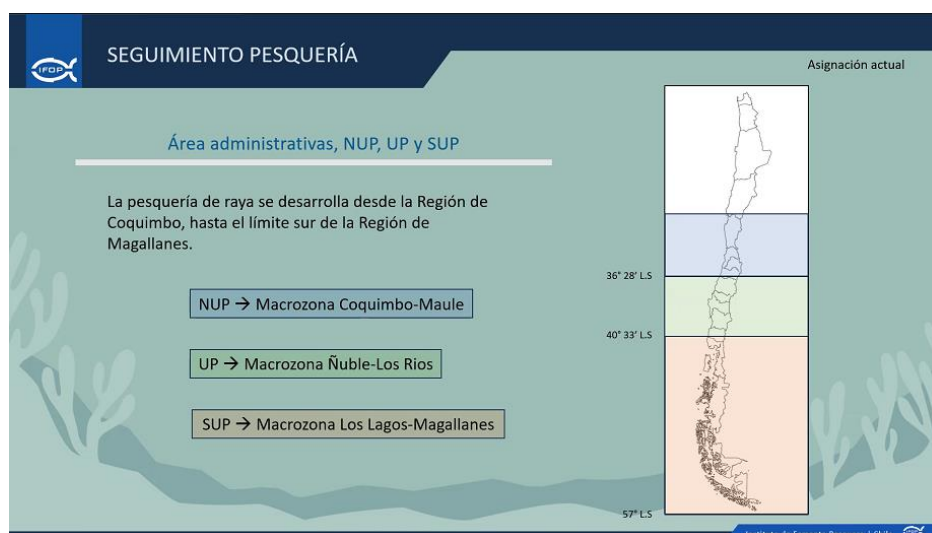 IFOP
SEGUIMIENTO PESQUERÍA
Asignación actual
Área administrativas, NUP, UP y SUP
La pesquería de raya se desarrolla desde la Región de
Coquimbo, hasta el límite sur de la Región de
Magallanes.
NUP → Macrozona Coquimbo-Maule
UP → Macrozona Ñuble-Los Rios
SUP → Macrozona Los Lagos-Magallanes
36° 28' L.S
40° 33' L.S
57° L.S